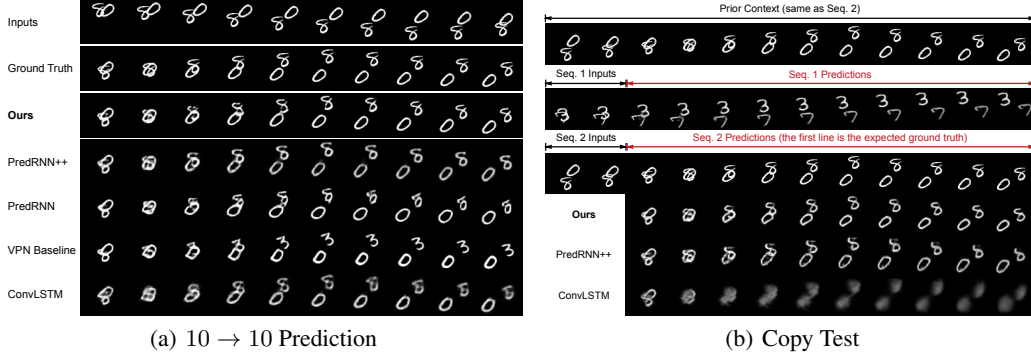 Inputs
Ground Truth
Ours
PredRNN++
PredRNN
VPN Baseline
ConvLSTM
(a) 10 → 10 Prediction
Prior Context (same as Seq. 2)
Seq. 1 Inputs Seq. 1 Predictions
Seq. 2 Inputs Seq. 2 Predictions (the first line is the expected ground truth)
Ours
PredRNN++
ConvLSTM
(b) Copy Test